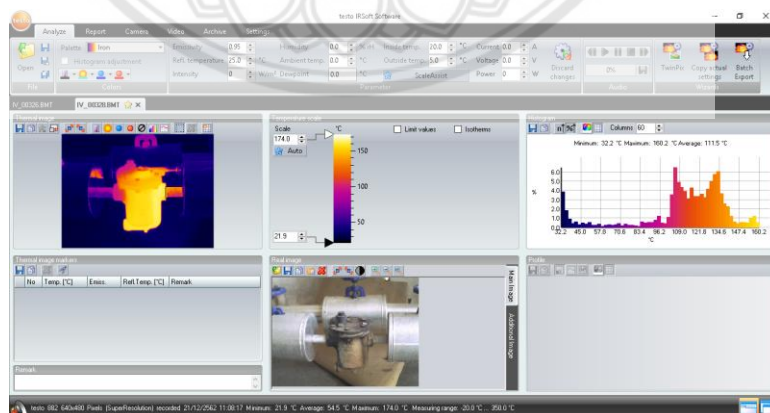 testo
testo IRSoft Software
Analyze Report Camera Video Archive Settings
Open
Palette Iron
Histogram adjustment
Emissivity 0.95
Refl. temperature 25.0
Intensity 0
Humidity 0.0
Ambient temp. 0.0 °C
Dewpoint 0.0 °C
Inside temp. 20.0 °C
Outside temp. 5.0 °C
ScaleAssist
Current 0.0 A
Voltage 0.0 V
Power 0 W
Discard changes
0%
TwinPix
Copy actual settings
Batch Export
File Colors Parameter Audio Wizards
IV_00326.BMT IV_00326.BMT
Thermal image
Temperature scale
Scale °C
174.0
Auto
Limit values Isotherms
150
100
50
21.9
Histogram
Columns 60
Minimum: 32.2 °C Maximum: 160.2 °C Average: 111.5 °C
%
6.0
5.0
4.0
3.0
2.0
1.0
0.0
32.2 45.0 57.8 70.6 83.4 96.2 109.0 121.8 134.6 147.4 160.2
°C
Thermal image markers
No. Temp. [°C] Emiss. Refl.Temp. [°C] Remark
Remark
Real image
Main Image
Additional Image
Profile
testo 882 640x480 Pixels (SuperResolution) recorded 21/12/2562 11:08:17 Minimum: 21.9 °C Average: 54.5 °C Maximum: 174.0 °C Measuring range: -20.0 °C ... 350.0 °C